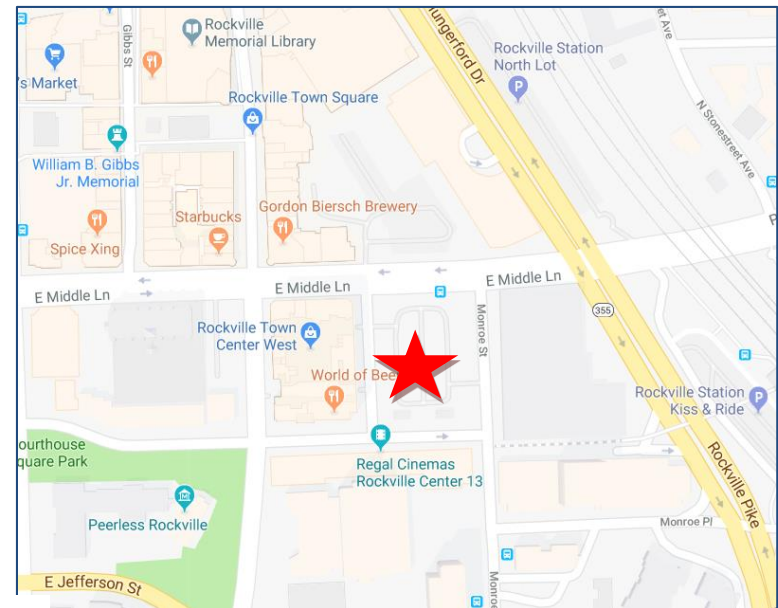 Gibbs St
Rockville
Memorial Library
Hungerford Dr
Rockville Station
North Lot
N Stonestreet Ave
's Market
Rockville Town Square
William B. Gibbs
Jr. Memorial
Starbucks
Gordon Biersch Brewery
Spice Xing
E Middle Ln
E Middle Ln
E Middle Ln
Monroe St
355
Rockville Town
Center West
World of Bee
Rockville Station
Kiss & Ride
P
P
ourthouse
quare Park
Regal Cinemas
Rockville Center 13
Rockville Pike
Peerless Rockville
Monroe Pl
E Jefferson St
Monroe